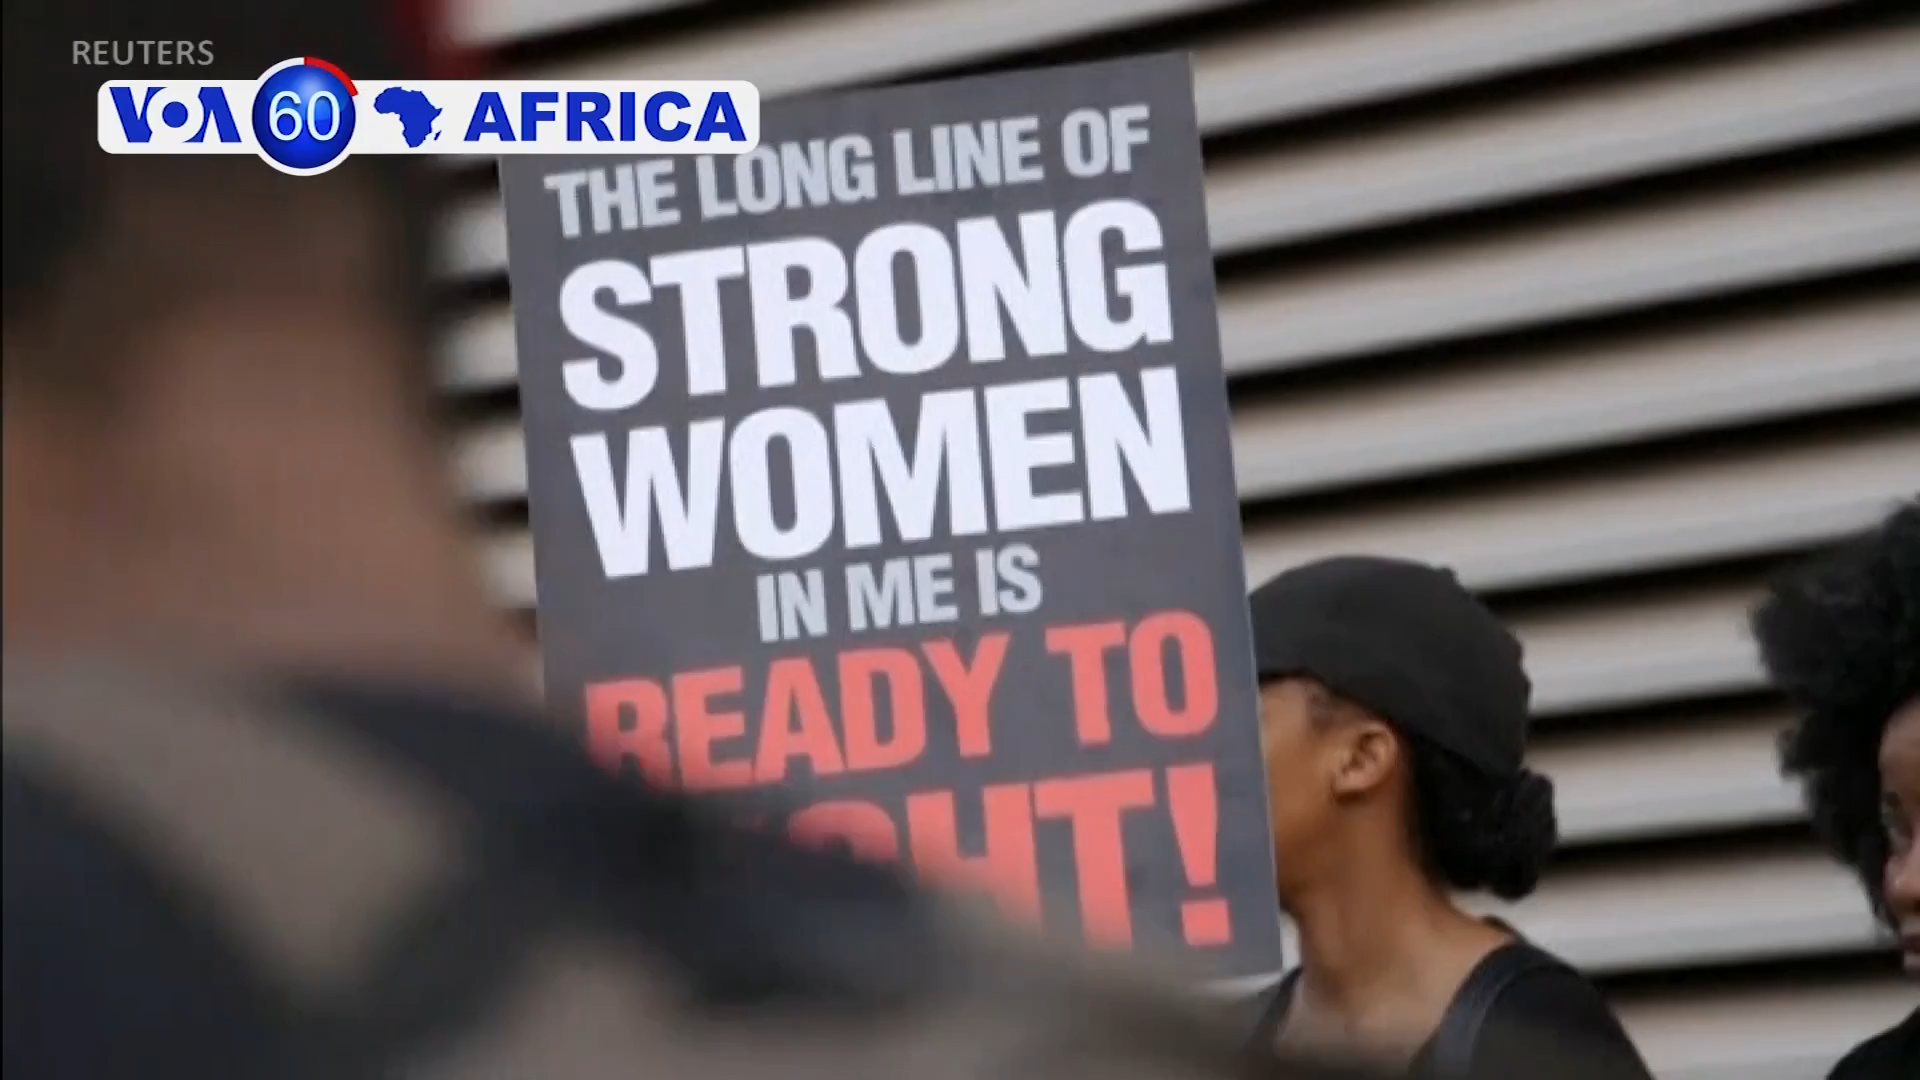 REUTERS
VOA 60 AFRICA
THE LONG LINE OF
STRONG
WOMEN
IN ME IS
READY TO